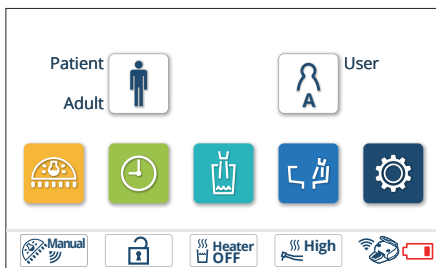 Patient
User
Adult
A
Manual
Heater
OFF
High